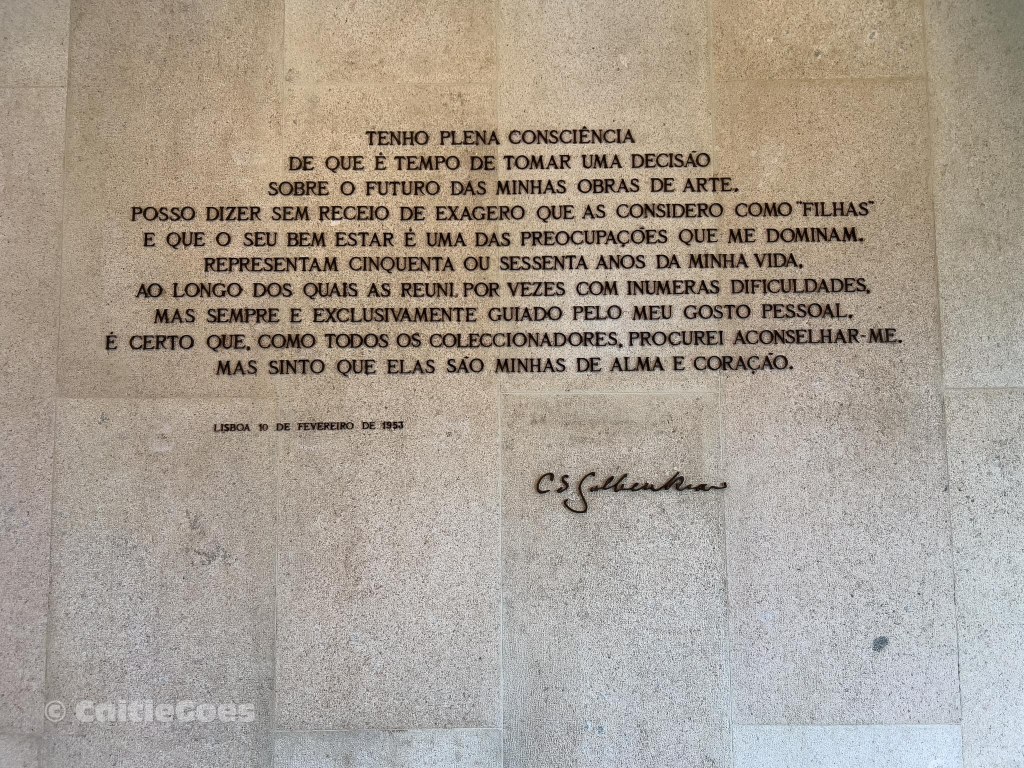 TENHO PLENA CONSCIÊNCIA
DE QUE É TEMPO DE TOMAR UMA DECISÃO
SOBRE O FUTURO DAS MINHAS OBRAS DE ARTE.
POSSO DIZER SEM RECEIO DE EXAGERO QUE AS CONSIDERO COMO "FILHAS"
E QUE O SEU BEM ESTAR É UMA DAS PREOCUPAÇÕES QUE ME DOMINAM.
REPRESENTAM CINQUENTA OU SESSENTA ANOS DA MINHA VIDA,
AO LONGO DOS QUAIS AS REUNI, POR VEZES COM INUMERAS DIFICULDADES,
MAS SEMPRE E EXCLUSIVAMENTE GUIADO PELO MEU GOSTO PESSOAL.
É CERTO QUE, COMO TODOS OS COLECCIONADORES, PROCUREI ACONSELHAR-ME.
MAS SINTO QUE ELAS SÃO MINHAS DE ALMA E CORAÇÃO.
LISBOA 10 DE FEVEREIRO DE 1953
C S Gulbenkian
© CaitieGoes